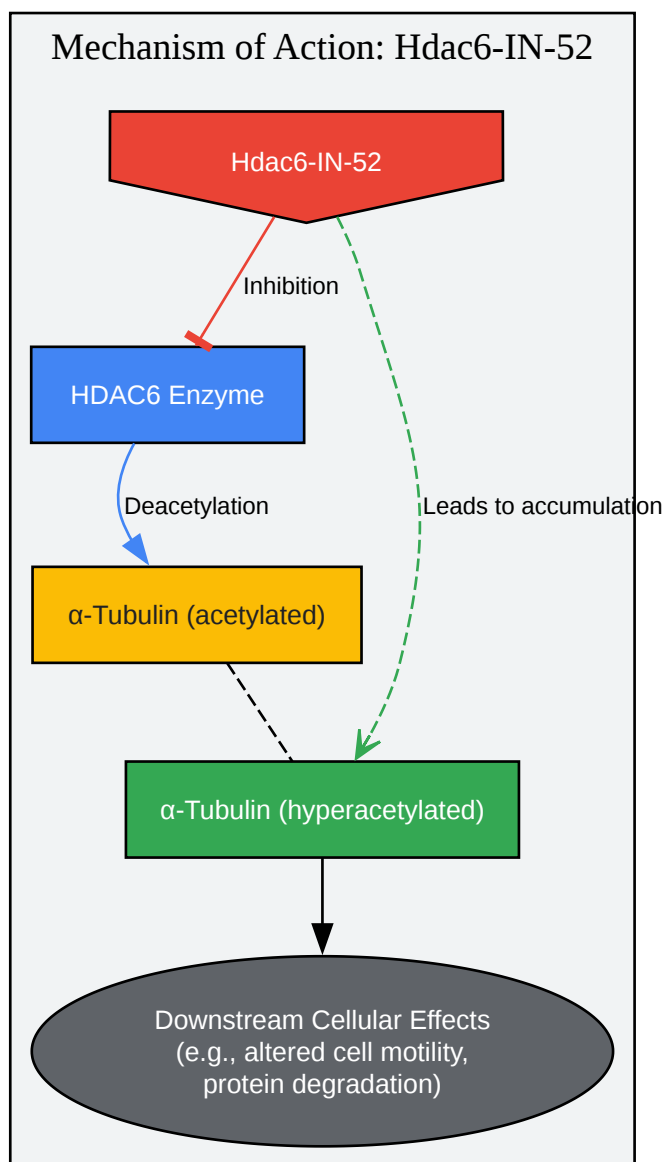 Mechanism of Action: Hdac6-IN-52
Hdac6-IN-52
Inhibition
HDAC6 Enzyme
Deacetylation
Leads to accumulation
α-Tubulin (acetylated)
α-Tubulin (hyperacetylated)
Downstream Cellular Effects
(e.g., altered cell motility,
protein degradation)